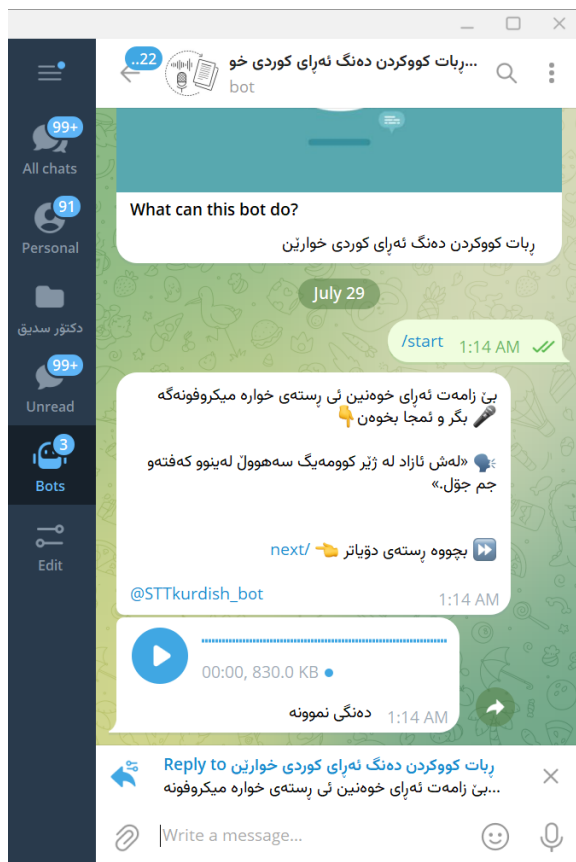 ..22
ڕبات کووکردن دەنگ ئەڕای کوردی خو...
bot
99+
All chats
91
Personal
دکتۆر سدیق
99+
Unread
3
Bots
Edit
What can this bot do?
ڕبات کووکردن دەنگ ئەڕای کوردی خوارێن
July 29
/start 1:14 AM
بێ زامەت ئەڕای خوەنین ئی ڕستەی خوارە میکروفونەگە
🎤 بگر و ئمجا بخوەن👇
🗣 «لەش ئازاد لە ژێر کوومەیگ سەهووڵ لەینوو کەفتەو
جم جۆل.»
⏩ بچووە ڕستەی دۆیاتر 👈 /next
@STTkurdish_bot 1:14 AM
00:00, 830.0 KB
دەنگی نموونە 1:14 AM
Reply to ڕبات کووکردن دەنگ ئەڕای کوردی خوارێن
بێ زامەت ئەڕای خوەنین ئی ڕستەی خوارە میکروفونە...
Write a message...